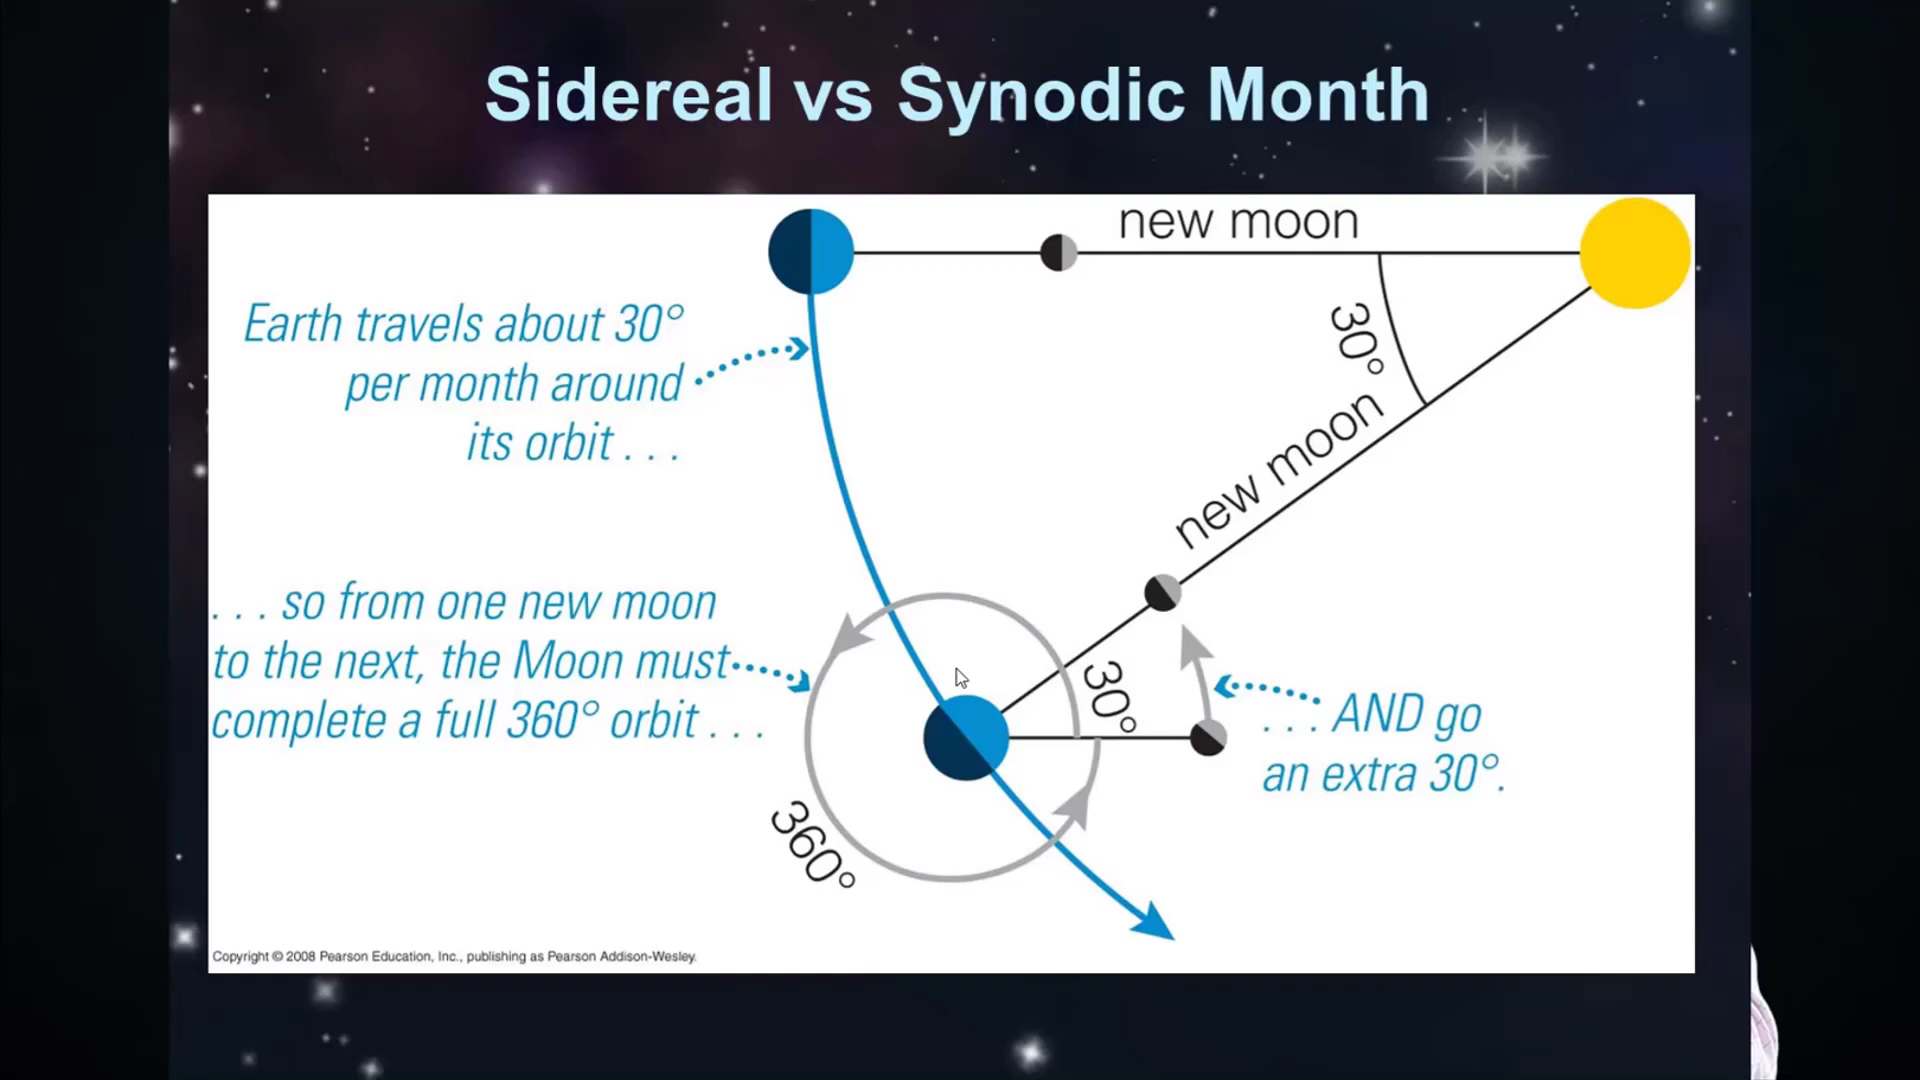 Sidereal vs Synodic Month
new moon
30°
Earth travels about 30°
per month around
its orbit . . .
new moon
. . . so from one new moon
to the next, the Moon must
complete a full 360° orbit . . .
30°
. . . AND go
an extra 30°.
360°
Copyright © 2008 Pearson Education, Inc., publishing as Pearson Addison-Wesley.